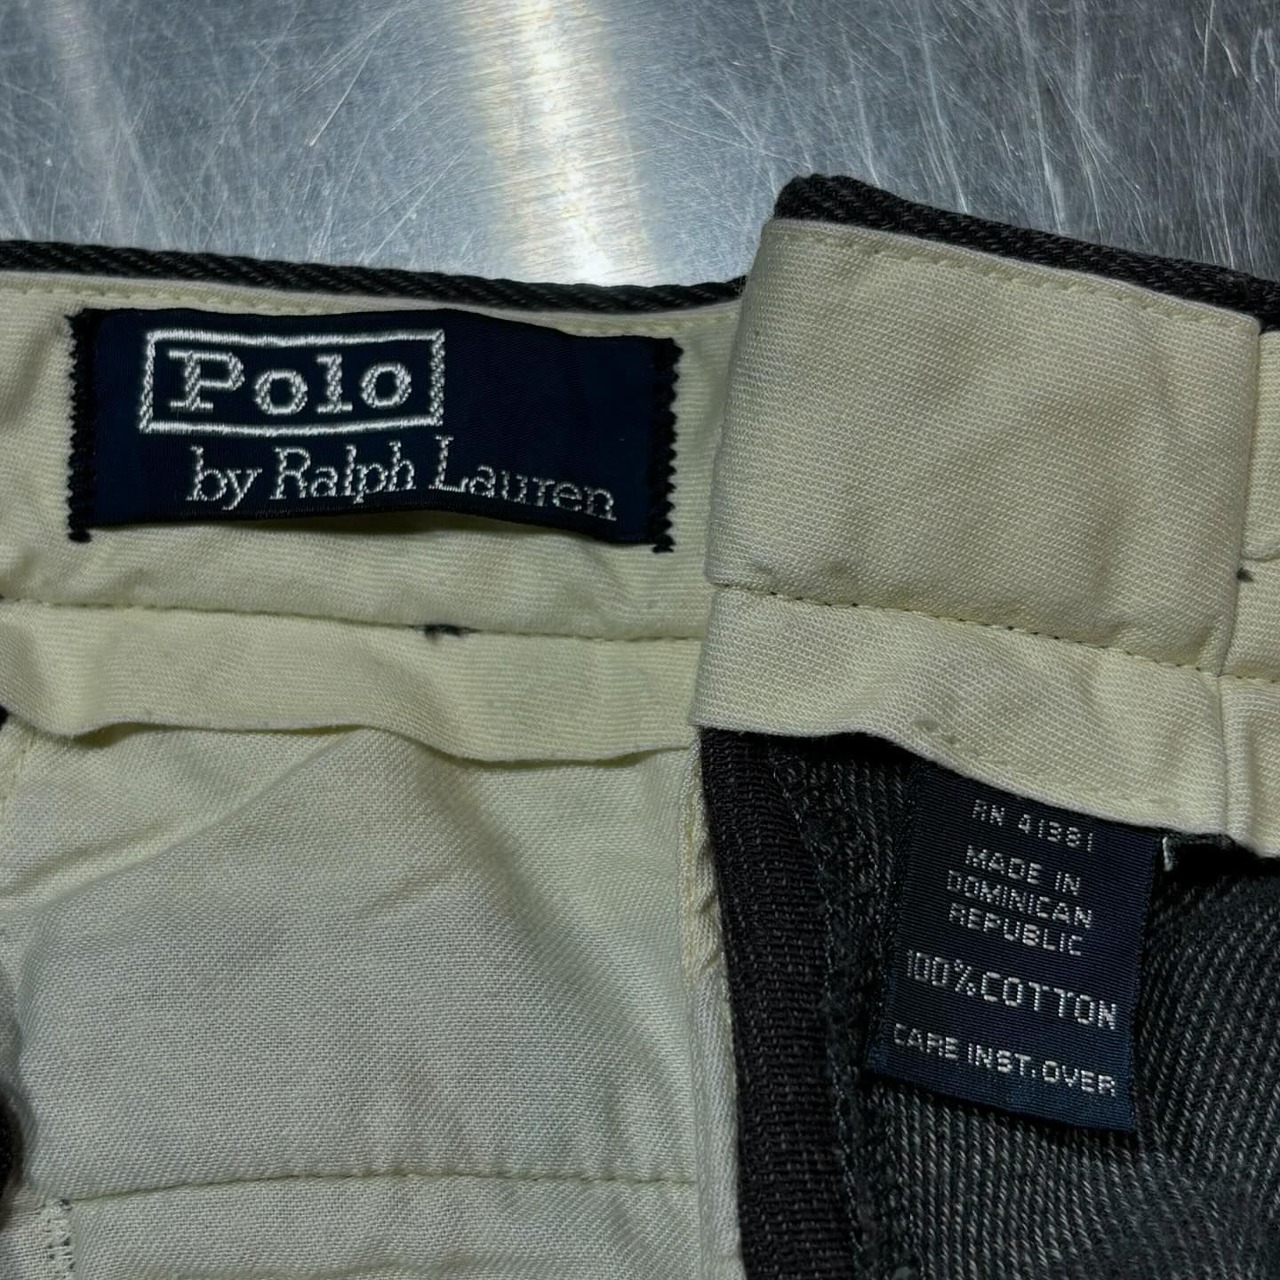 Polo
by Ralph Lauren
RN 41381
MADE IN
DOMINICAN
REPUBLIC
100% COTTON
CARE INST. OVER